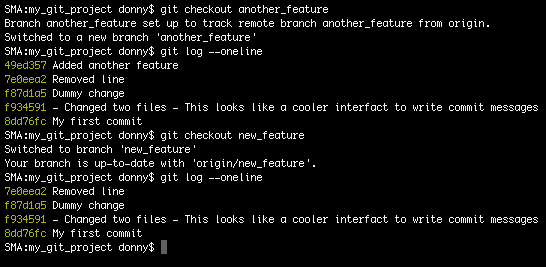 SMA:my_git_project donny$ git checkout another_feature
Branch another_feature set up to track remote branch another_feature from origin.
Switched to a new branch 'another_feature'
SMA:my_git_project donny$ git log --oneline
49ed357 Added another feature
7e0eea2 Removed line
f87d1a5 Dummy change
f934591 - Changed two files - This looks like a cooler interfact to write commit messages
8dd76fc My first commit
SMA:my_git_project donny$ git checkout new_feature
Switched to branch 'new_feature'
Your branch is up-to-date with 'origin/new_feature'.
SMA:my_git_project donny$ git log --oneline
7e0eea2 Removed line
f87d1a5 Dummy change
f934591 - Changed two files - This looks like a cooler interfact to write commit messages
8dd76fc My first commit
SMA:my_git_project donny$